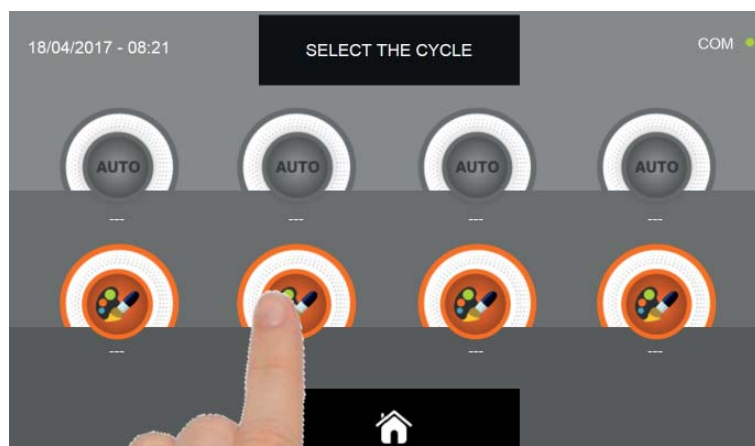 18/04/2017 - 08:21
SELECT THE CYCLE
COM
AUTO AUTO AUTO AUTO
--- --- --- ---
--- --- --- ---